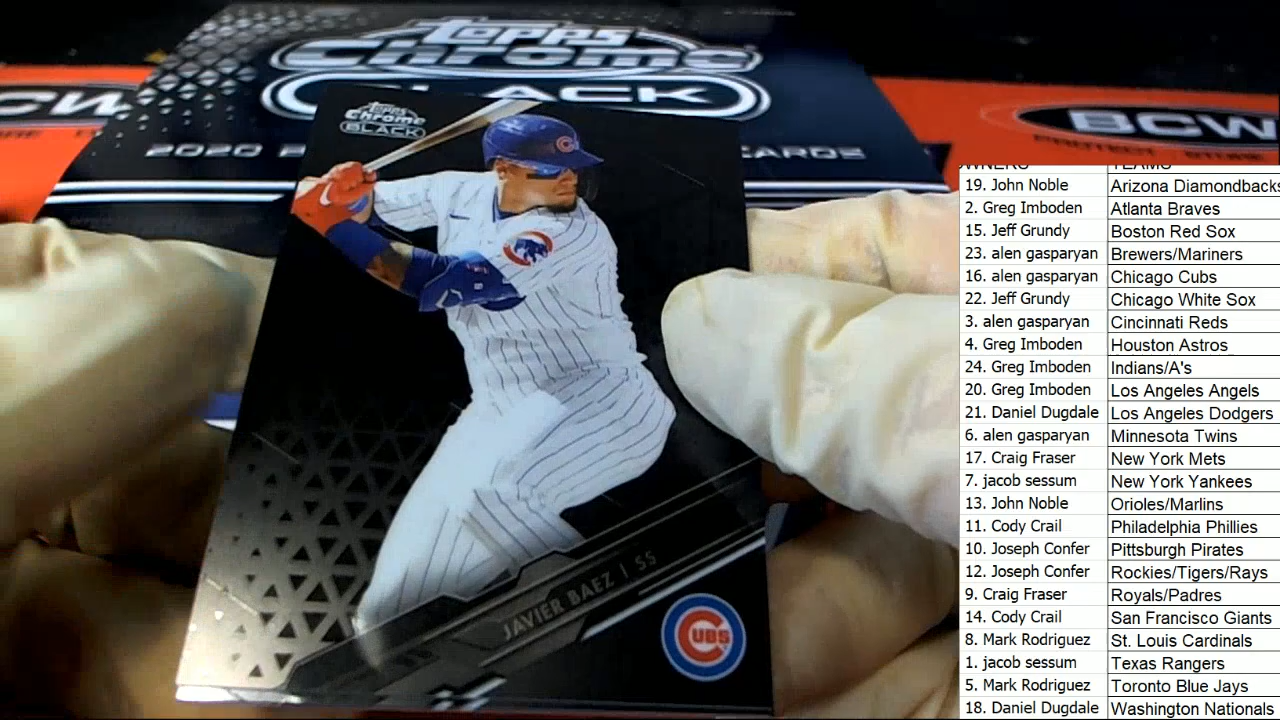 Topps
Chrome
BLACK
2020
CARDS
BCW
PROTECT STORE
Topps
Chrome
BLACK
C
JAVIER BAEZ | SS
CUBS
OWNERS TEAMS
19. John Noble Arizona Diamondbacks
2. Greg Imboden Atlanta Braves
15. Jeff Grundy Boston Red Sox
23. alen gasparyan Brewers/Mariners
16. alen gasparyan Chicago Cubs
22. Jeff Grundy Chicago White Sox
3. alen gasparyan Cincinnati Reds
4. Greg Imboden Houston Astros
24. Greg Imboden Indians/A's
20. Greg Imboden Los Angeles Angels
21. Daniel Dugdale Los Angeles Dodgers
6. alen gasparyan Minnesota Twins
17. Craig Fraser New York Mets
7. jacob sessum New York Yankees
13. John Noble Orioles/Marlins
11. Cody Crail Philadelphia Phillies
10. Joseph Confer Pittsburgh Pirates
12. Joseph Confer Rockies/Tigers/Rays
9. Craig Fraser Royals/Padres
14. Cody Crail San Francisco Giants
8. Mark Rodriguez St. Louis Cardinals
1. jacob sessum Texas Rangers
5. Mark Rodriguez Toronto Blue Jays
18. Daniel Dugdale Washington Nationals